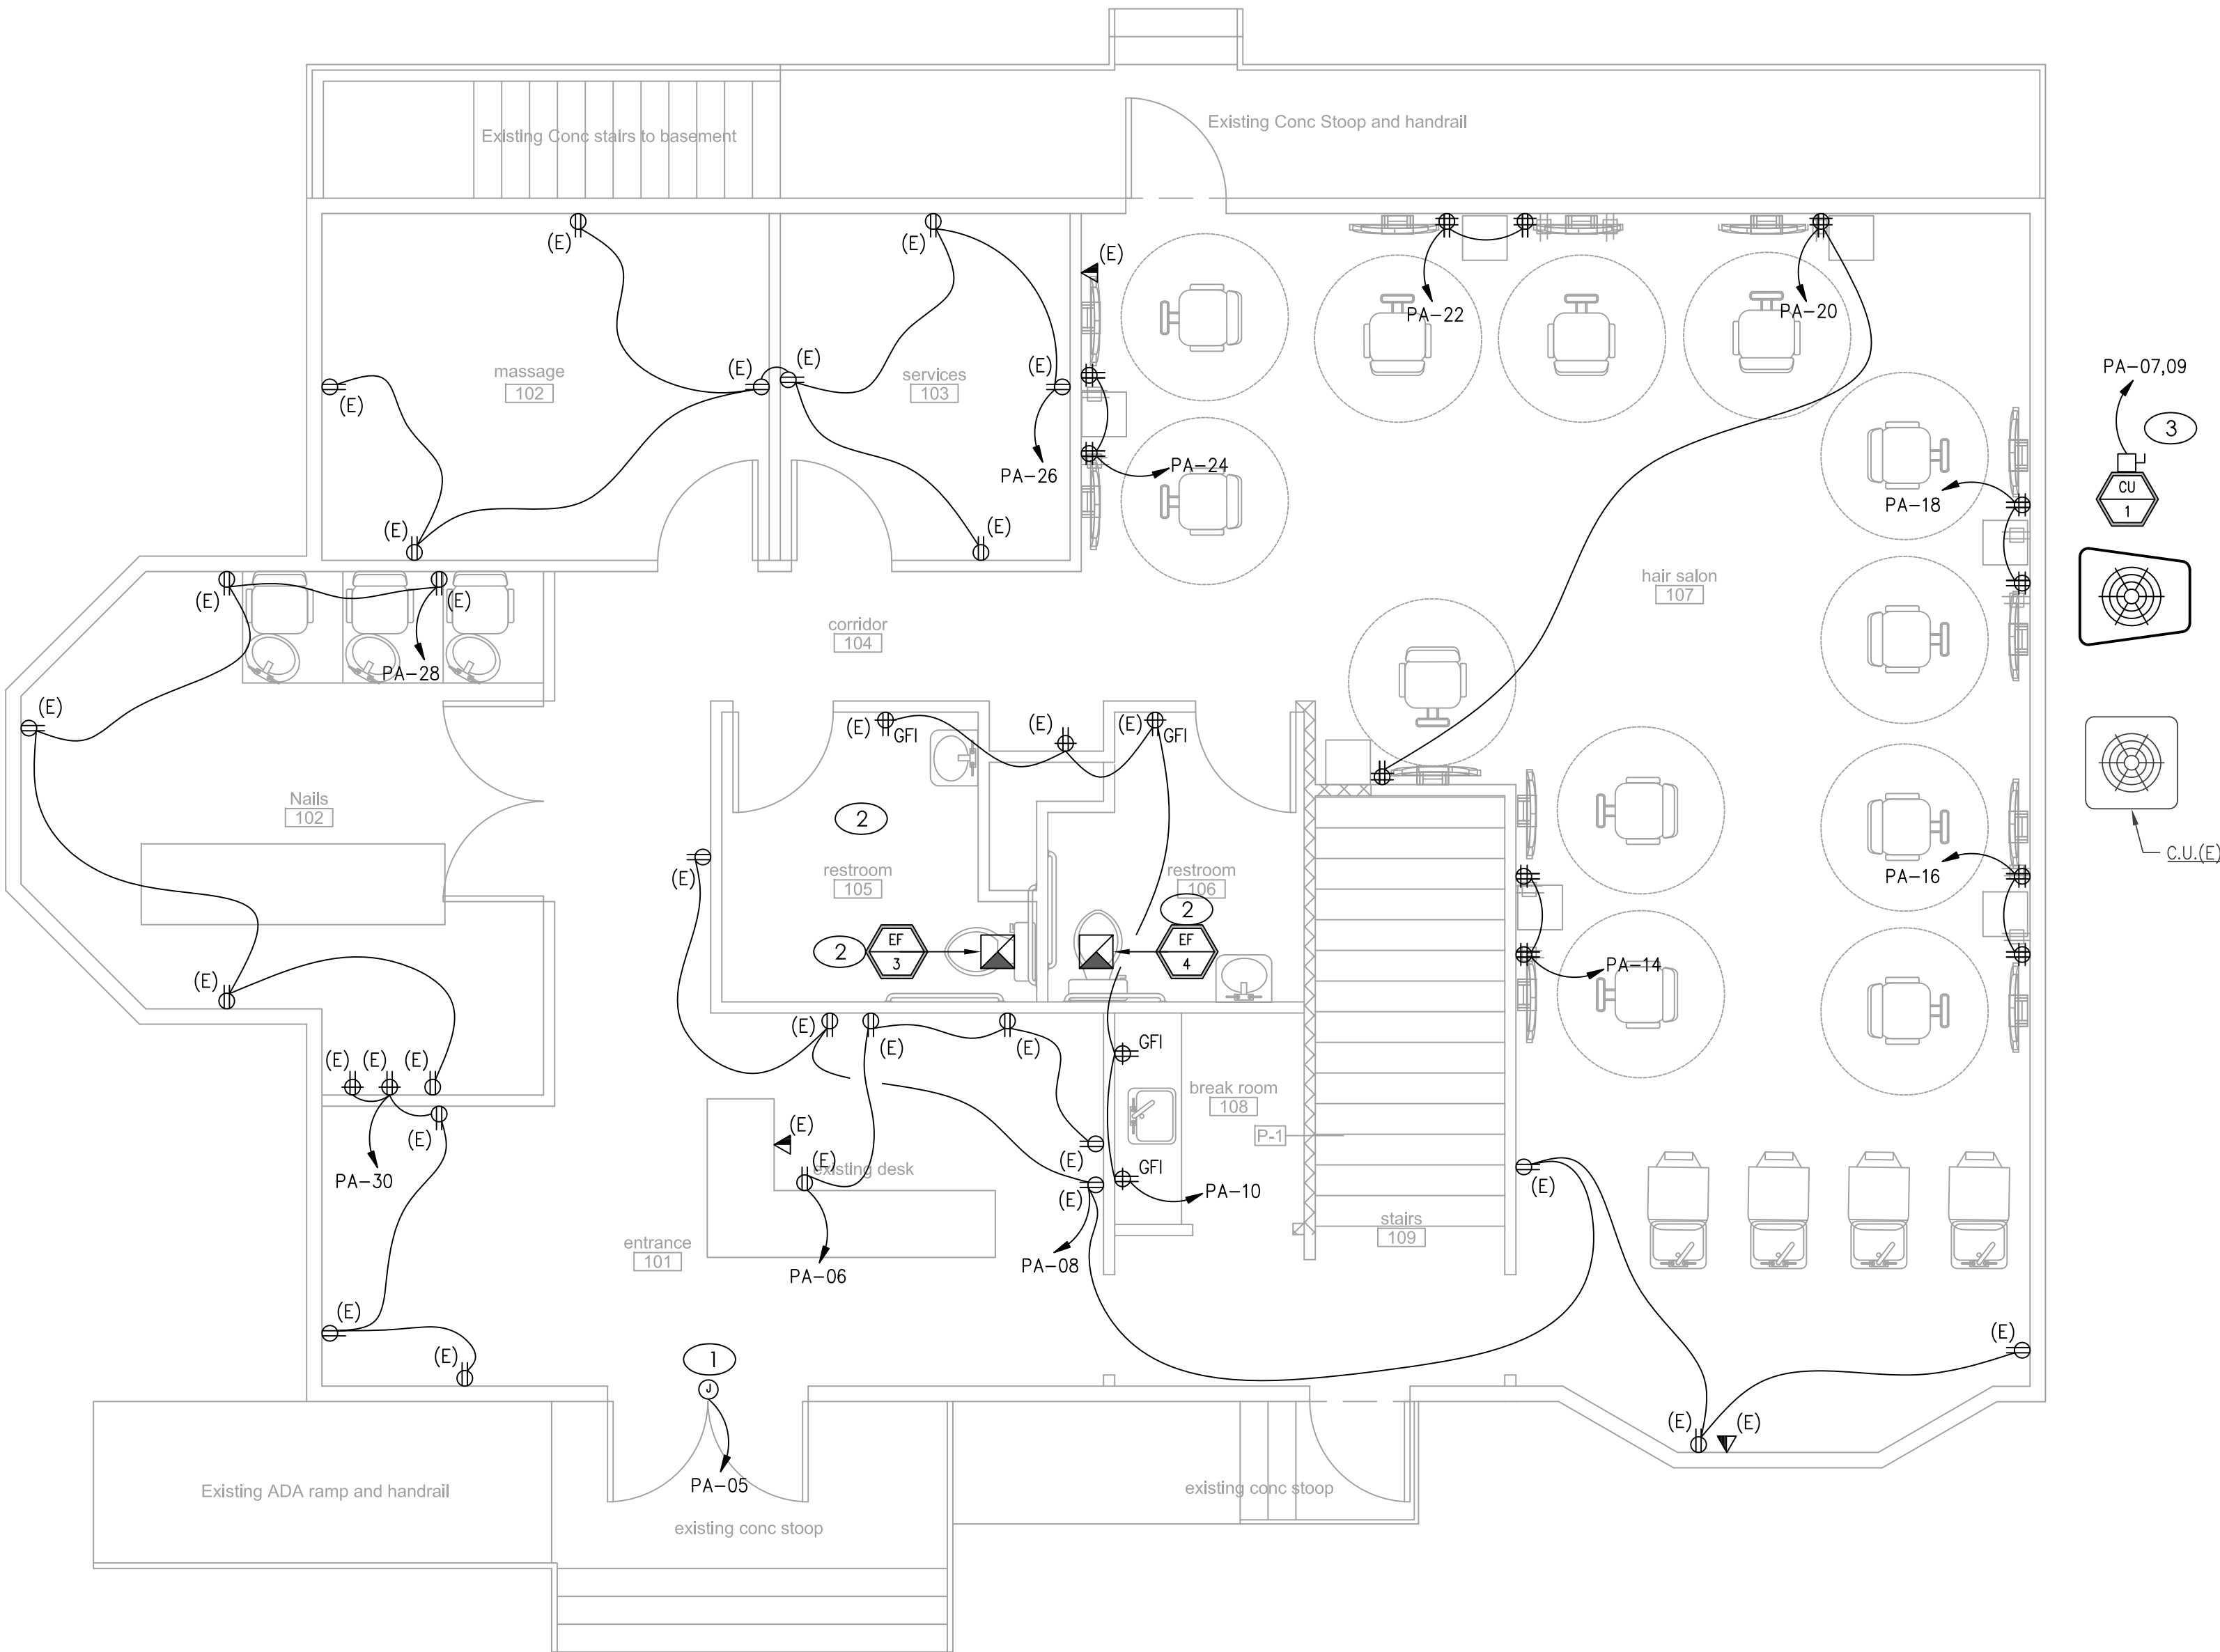 Existing Conc stairs to basement
Existing Conc Stoop and handrail
(E)
(E)
(E)
PA-22
PA-20
PA-07,09
3
CU
1
massage
102
(E)
(E)
(E)
services
103
(E)
PA-26
PA-24
PA-18
(E)
(E)
hair salon
107
(E)
(E)
PA-28
corridor
104
(E)
(E)
GFI
(E)
(E)
GFI
Nails
102
2
C.U.(E)
(E)
restroom
105
restroom
106
PA-16
2
EF
3
2
EF
4
PA-14
(E)
(E)
(E)
(E)
GFI
(E)
(E)
(E)
break room
108
(E)
P-1
(E)
(E)
existing desk
(E)
GFI
PA-30
(E)
PA-10
(E)
stairs
109
entrance
101
PA-06
PA-08
(E)
(E)
(E)
1
J
(E)
(E)
PA-05
Existing ADA ramp and handrail
existing conc stoop
existing conc stoop